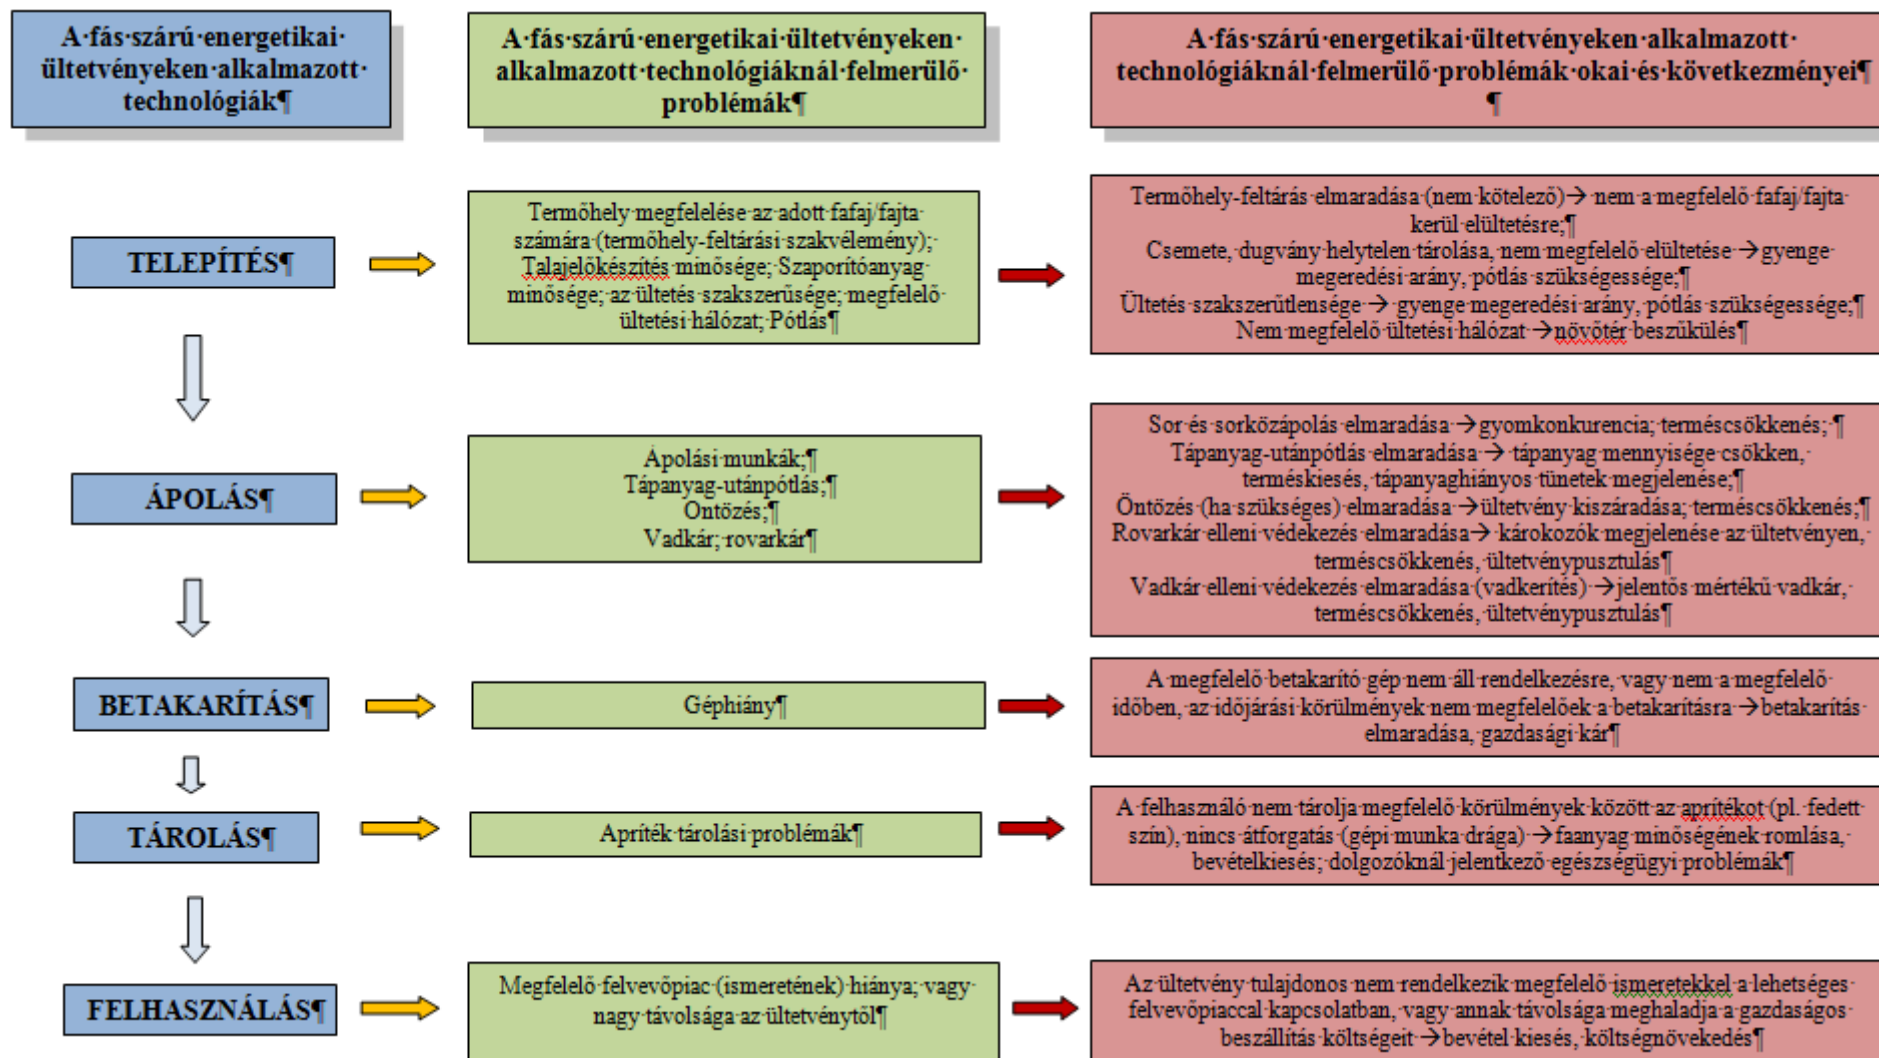 A·fás·szárú·energetikai·
ültetvényeken·alkalmazott·
technológiák¶
A·fás·szárú·energetikai·ültetvényeken·
alkalmazott·technológiáknál·felmerülő·
problémák¶
A·fás·szárú·energetikai·ültetvényeken·alkalmazott·
technológiáknál·felmerülő·problémák·okai·és·következményei¶
¶
TELEPÍTÉS¶
Termőhely·megfelelése·az·adott·fafaj/fajta·
számára·(termőhely-feltárási·szakvélemény);·
Talajelőkészítés·minősége;·Szaporítóanyag·
minősége;·az·ültetés·szakszerűsége;·megfelelő·
ültetési·hálózat;·Pótlás¶
Termőhely-feltárás·elmaradása·(nem·kötelező)→·nem·a·megfelelő·fafaj/fajta·
kerül·elültetésre;¶
Csemete,·dugvány·helytelen·tárolása,·nem·megfelelő·elültetése·→gyenge·
megeredési·arány,·pótlás·szükségessége;¶
Ültetés·szakszerűtlensége·→·gyenge·megeredési·arány,·pótlás·szükségessége;¶
Nem·megfelelő·ültetési·hálózat·→növőtér·beszűkülés¶
ÁPOLÁS¶
Ápolási·munkák;¶
Tápanyag-utánpótlás;¶
Öntözés;¶
Vadkár;·rovarkár¶
Sor·és·sorközápolás·elmaradása·→gyomkonkurencia;·terméscsökkenés;·¶
Tápanyag-utánpótlás·elmaradása·→·tápanyag·mennyisége·csökken,·
terméskiesés,·tápanyaghiányos·tünetek·megjelenése;¶
Öntözés·(ha·szükséges)·elmaradása·→ültetvény·kiszáradása;·terméscsökkenés;¶
Rovarkár·elleni·védekezés·elmaradása→·károkozók·megjelenése·az·ültetvényen,·
terméscsökkenés,·ültetvénypusztulás¶
Vadkár·elleni·védekezés·elmaradása·(vadkerítés)·→jelentős·mértékű·vadkár,·
terméscsökkenés,·ültetvénypusztulás¶
BETAKARÍTÁS¶
Géphiány¶
A·megfelelő·betakarító·gép·nem·áll·rendelkezésre,·vagy·nem·a·megfelelő·
időben,·az·időjárási·körülmények·nem·megfelelőek·a·betakarításra·→betakarítás·
elmaradása,·gazdasági·kár¶
TÁROLÁS¶
Apríték·tárolási·problémák¶
A·felhasználó·nem·tárolja·megfelelő·körülmények·között·az·aprítékot·(pl.·fedett·
szín),·nincs·átforgatás·(gépi·munka·drága)·→faanyag·minőségének·romlása,·
bevételkiesés;·dolgozóknál·jelentkező·egészségügyi·problémák¶
FELHASZNÁLÁS¶
Megfelelő·felvevőpiac·(ismeretének)·hiánya;·vagy·
nagy·távolsága·az·ültetvénytől¶
Az·ültetvény·tulajdonos·nem·rendelkezik·megfelelő·ismeretekkel·a·lehetséges·
felvevőpiaccal·kapcsolatban,·vagy·annak·távolsága·meghaladja·a·gazdaságos·
beszállítás·költségeit·→bevétel·kiesés,·költségnövekedés¶